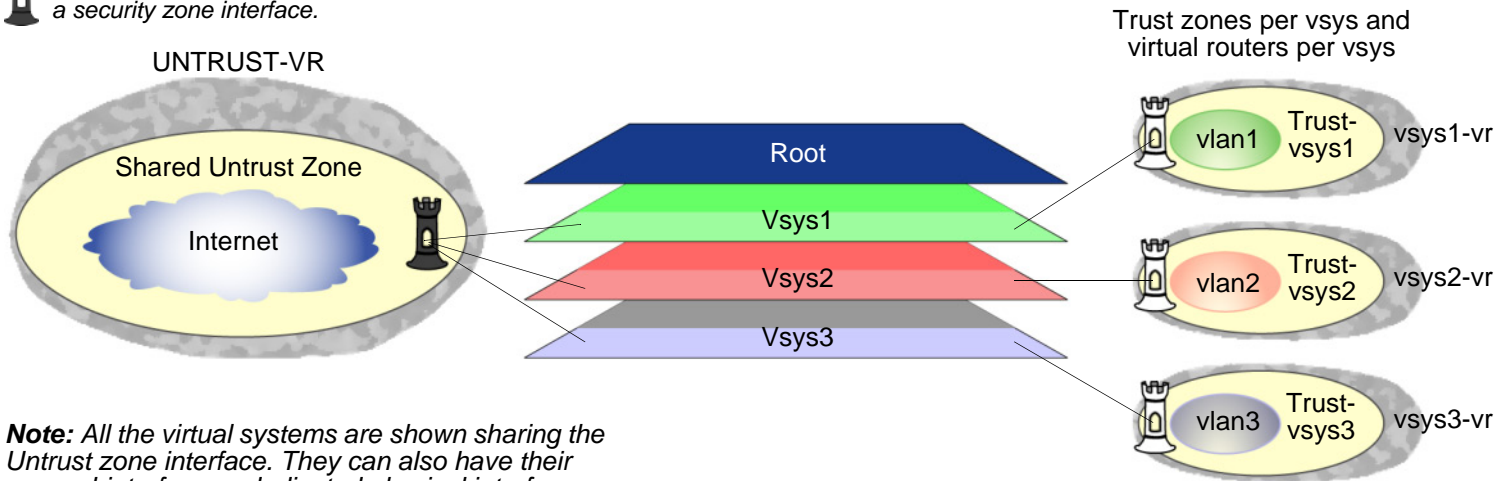 a security zone interface.
Trust zones per vsys and
virtual routers per vsys
UNTRUST-VR
Shared Untrust Zone
Internet
Root
Vsys1
Vsys2
Vsys3
vlan1
Trust-
vsys1
vsys1-vr
vlan2
Trust-
vsys2
vsys2-vr
vlan3
Trust-
vsys3
vsys3-vr
Note: All the virtual systems are shown sharing the
Untrust zone interface. They can also have their